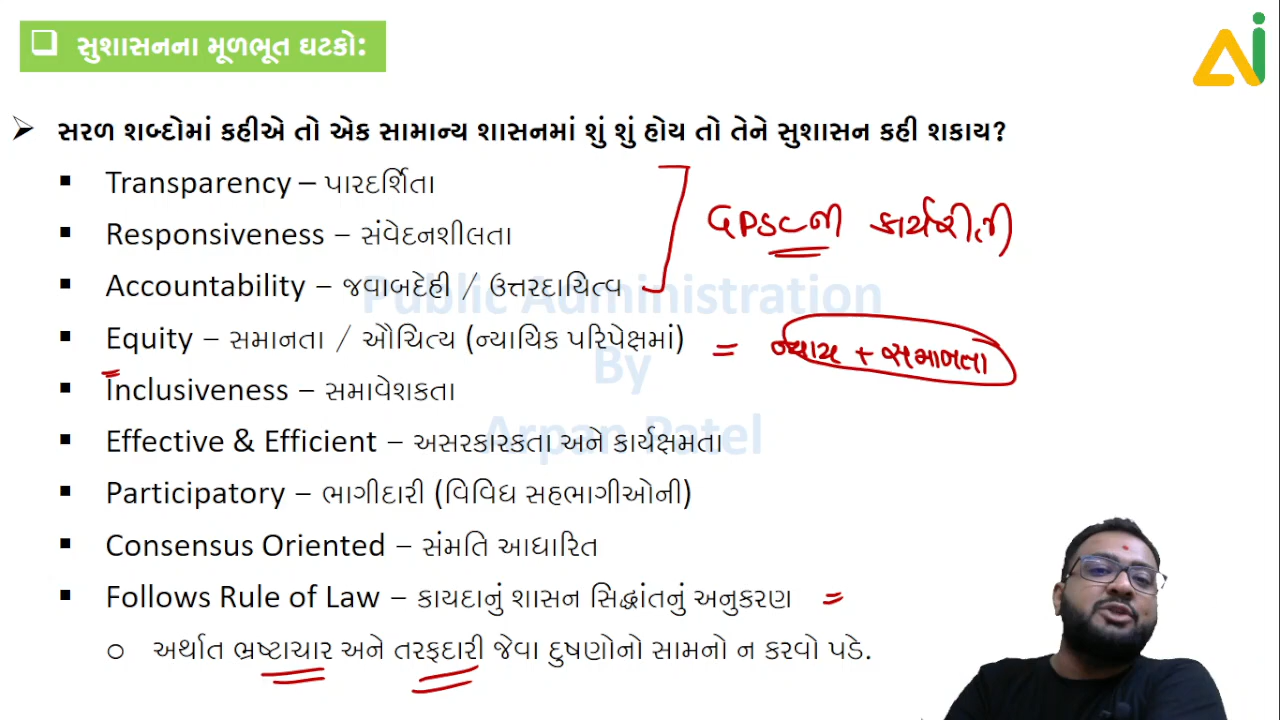 સુશાસનના મૂળભૂત ઘટકો:
Ai
સરળ શબ્દોમાં કહીએ તો એક સામાન્ય શાસનમાં શું શું હોય તો તેને સુશાસન કહી શકાય?
Transparency – પારદર્શિતા
Responsiveness – સંવેદનશીલતા
GPSCની કાર્યરીતી
Accountability – જવાબદેહી / ઉત્તરદાયિત્વ
Equity – સમાનતા / ઔચિત્ય (ન્યાયિક પરિપેક્ષમાં) = ન્યાય + સમાનતા
Inclusiveness – સમાવેશકતા
Effective & Efficient – અસરકારકતા અને કાર્યક્ષમતા
Participatory – ભાગીદારી (વિવિધ સહભાગીઓની)
Consensus Oriented – સંમતિ આધારિત
Follows Rule of Law – કાયદાનું શાસન સિદ્ધાંતનું અનુકરણ =
અર્થાત ભ્રષ્ટાચાર અને તરફદારી જેવા દુષણોનો સામનો ન કરવો પડે.
Public Administration
By
Arpan Patel